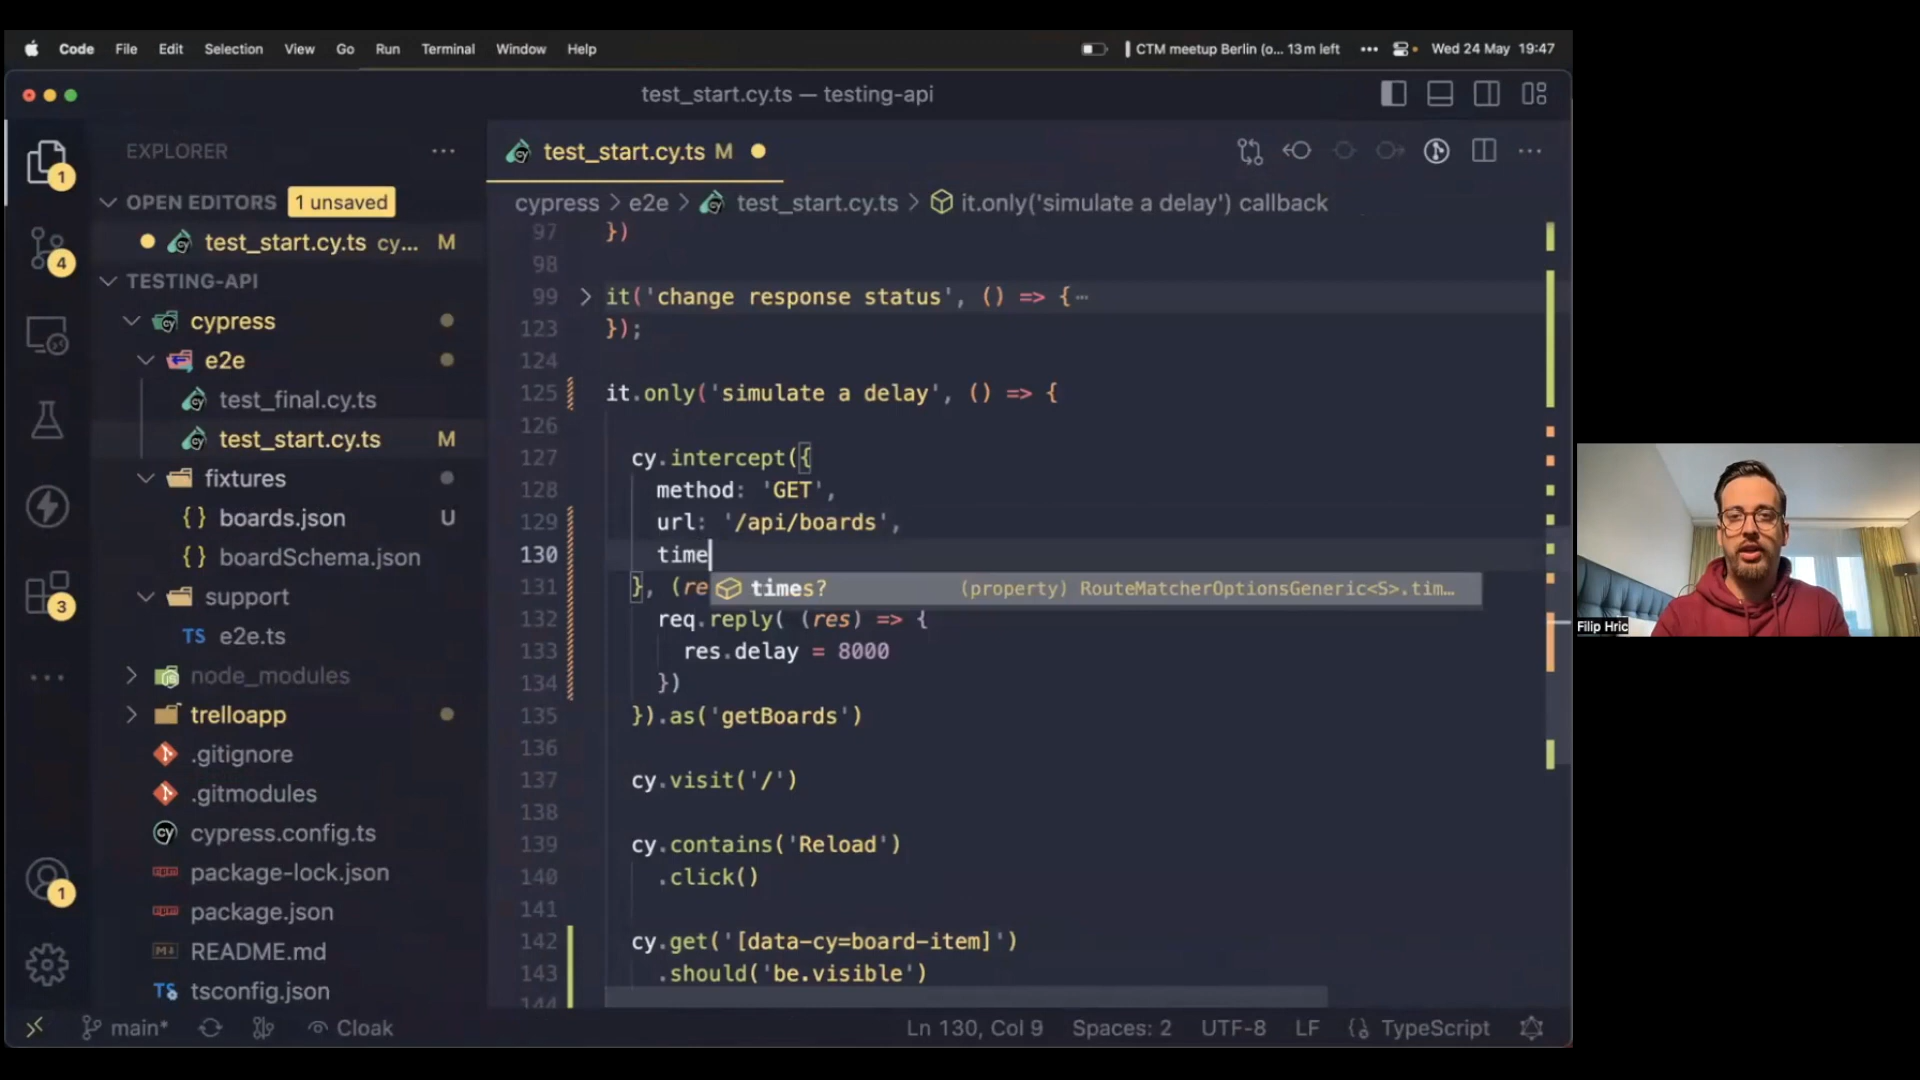 Code File Edit Selection View Go Run Terminal Window Help CTM meetup Berlin (o... 13 m left ••• Wed 24 May 19:47
test_start.cy.ts — testing-api
EXPLORER ···
OPEN EDITORS 1 unsaved
test_start.cy.ts cy... M
TESTING-API
cypress
e2e
test_final.cy.ts
test_start.cy.ts M
fixtures
{} boards.json U
{} boardSchema.json
support
TS e2e.ts
node_modules
trelloapp
.gitignore
.gitmodules
cypress.config.ts
package-lock.json
package.json
README.md
TS tsconfig.json
1
4
3
1
test_start.cy.ts M
cypress > e2e > test_start.cy.ts > it.only('simulate a delay') callback
97 })
98
99 it('change response status', () => {···
123 });
124
125 it.only('simulate a delay', () => {
126
127 cy.intercept({
128 method: 'GET',
129 url: '/api/boards',
130 time
131 }, (re times? (property) RouteMatcherOptionsGeneric<S>.tim...
132 req.reply( (res) => {
133 res.delay = 8000
134 })
135 }).as('getBoards')
136
137 cy.visit('/')
138
139 cy.contains('Reload')
140 .click()
141
142 cy.get('[data-cy=board-item]')
143 .should('be.visible')
144
main* Cloak Ln 130, Col 9 Spaces: 2 UTF-8 LF {} TypeScript
Filip Hric